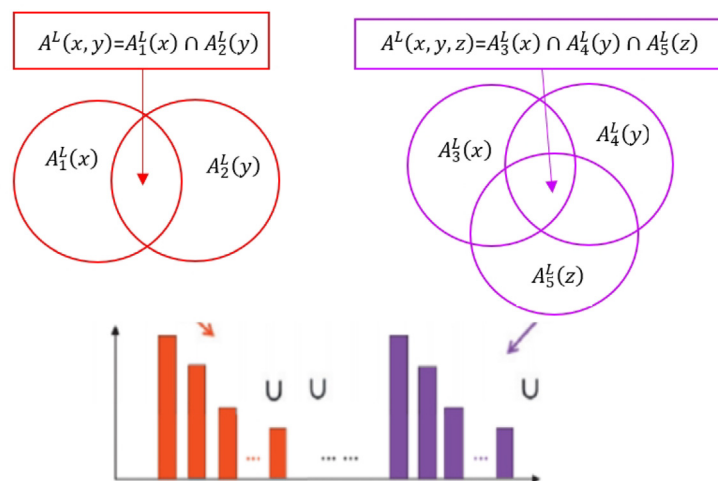 A^L(x, y)=A_1^L(x) ∩ A_2^L(y)
A^L(x, y, z)=A_3^L(x) ∩ A_4^L(y) ∩ A_5^L(z)
A_1^L(x)
A_2^L(y)
A_3^L(x)
A_4^L(y)
A_5^L(z)
∪ ∪ ∪
... ... ... ...